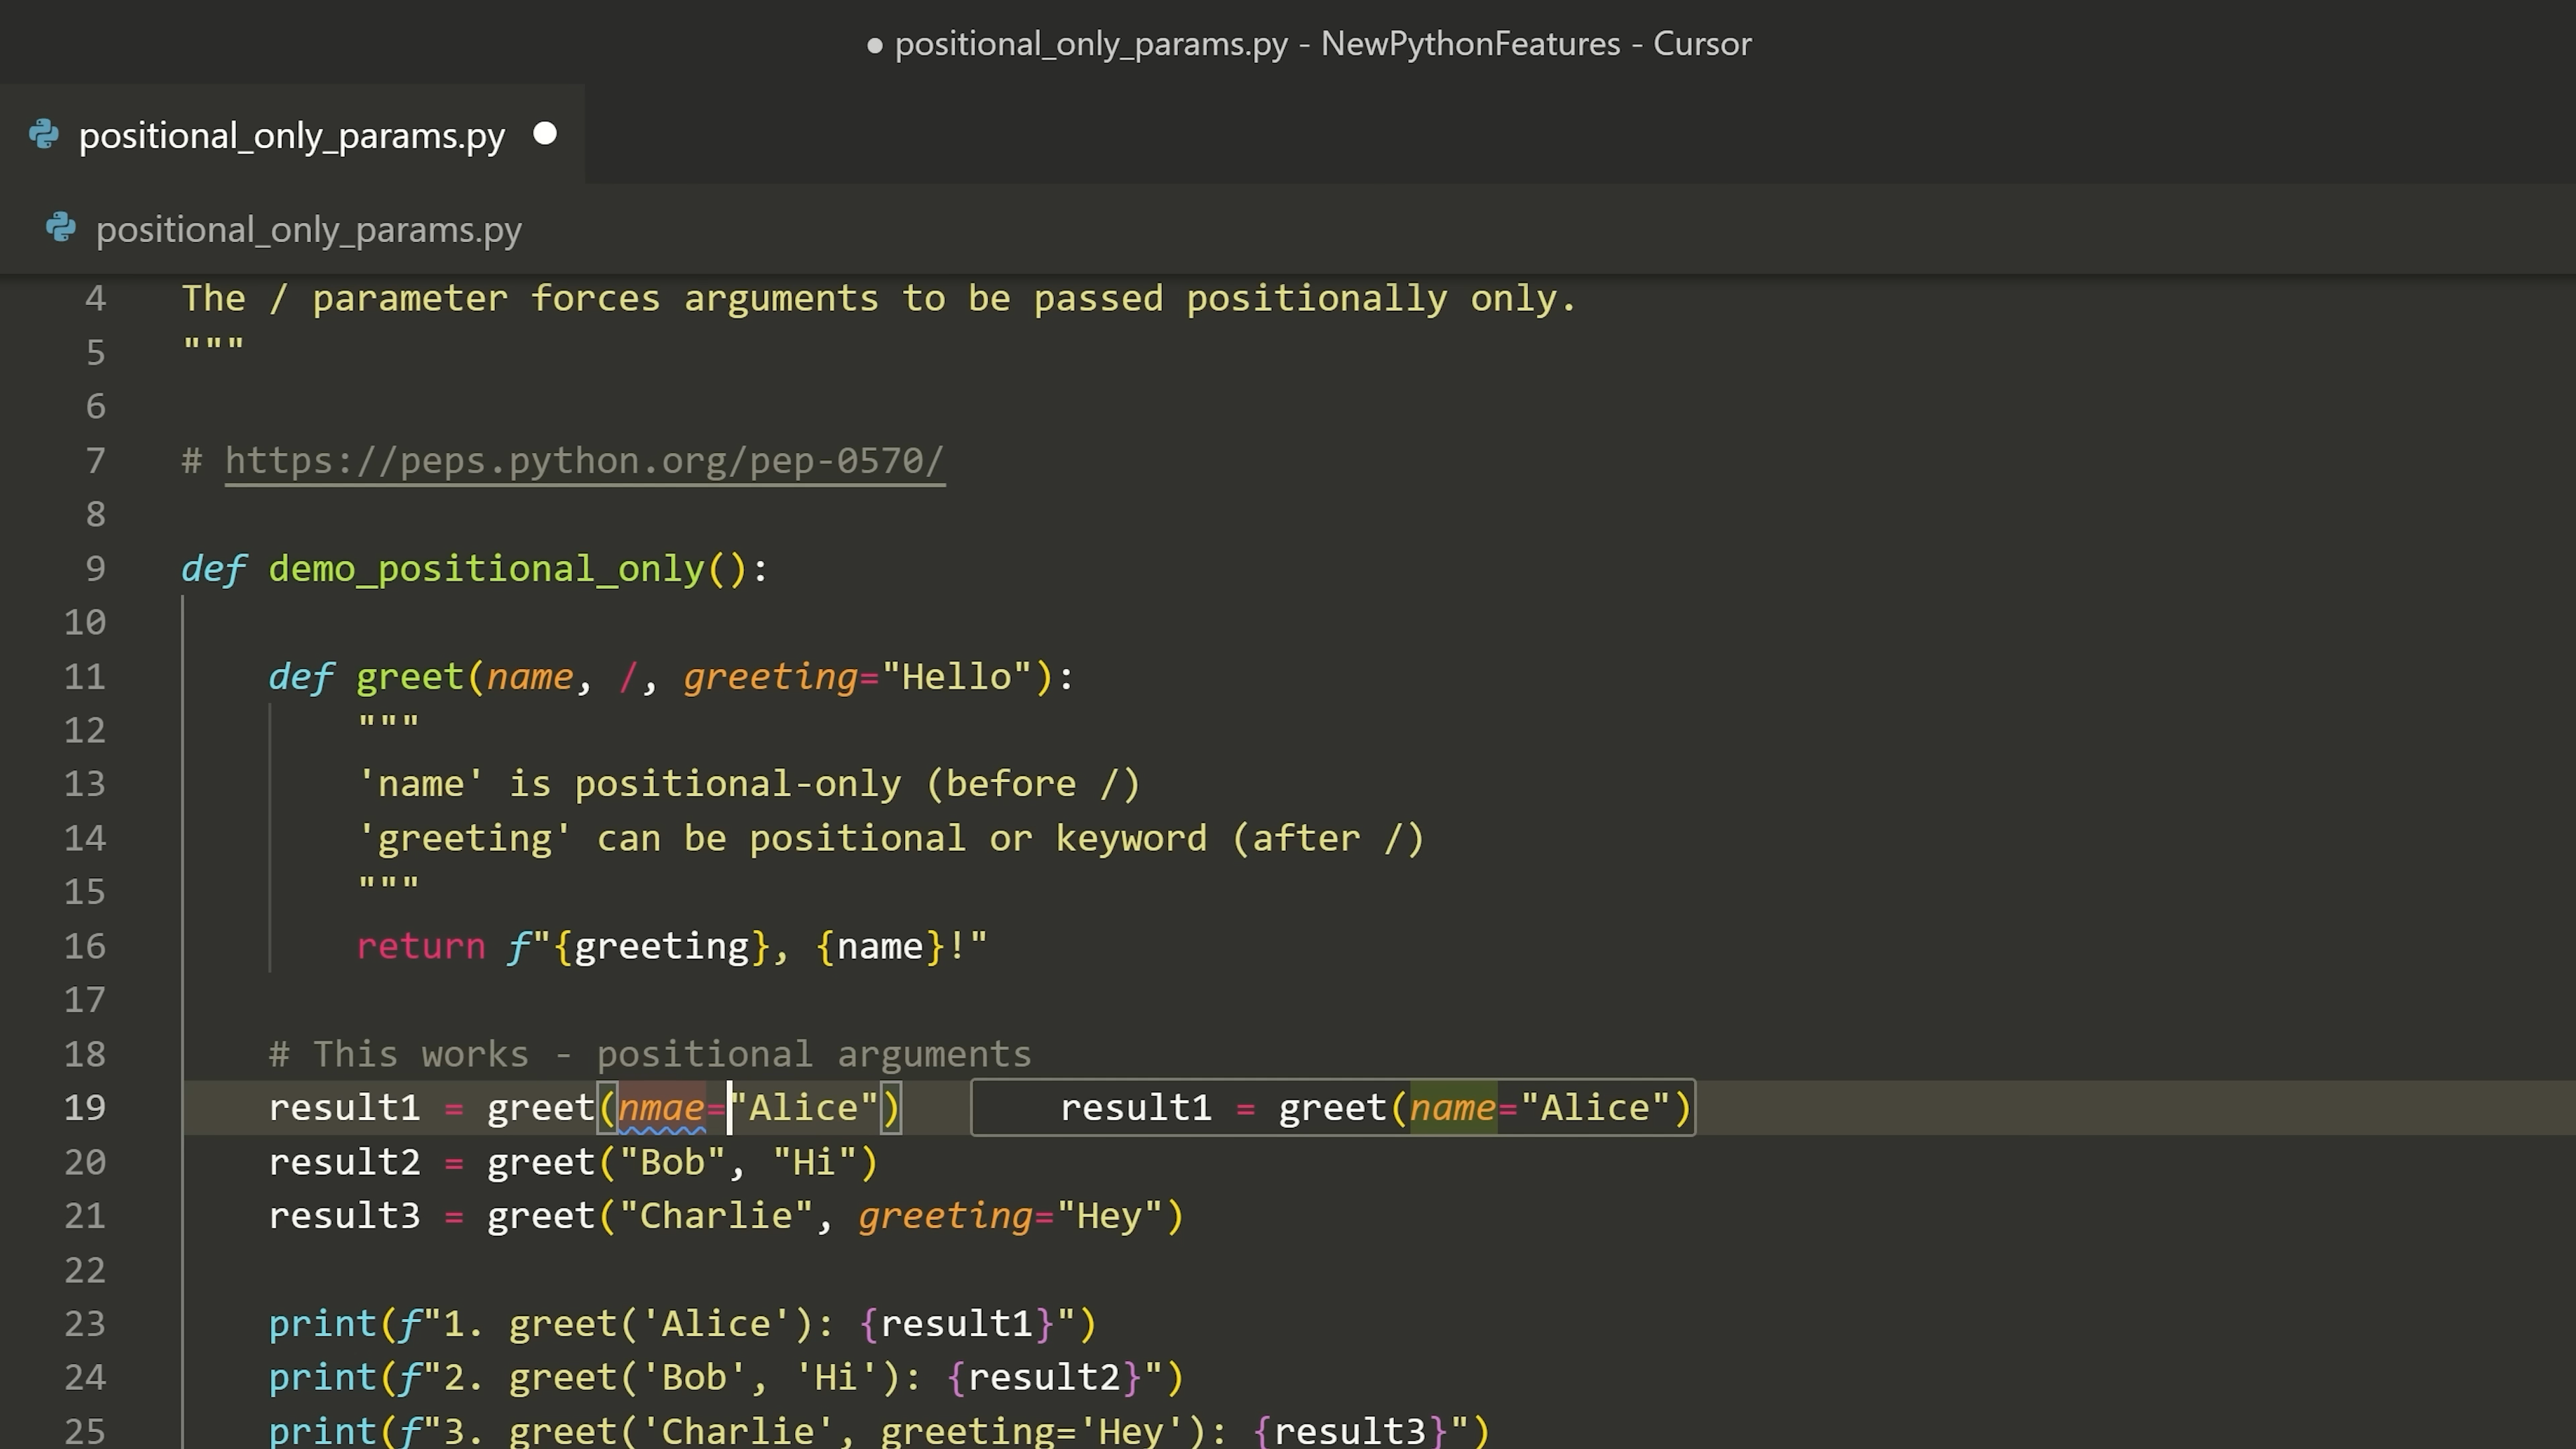 ● positional_only_params.py - NewPythonFeatures - Cursor
positional_only_params.py ●
positional_only_params.py
4 The / parameter forces arguments to be passed positionally only.
5 """
6
7 # https://peps.python.org/pep-0570/
8
9 def demo_positional_only():
10
11 def greet(name, /, greeting="Hello"):
12 """
13 'name' is positional-only (before /)
14 'greeting' can be positional or keyword (after /)
15 """
16 return f"{greeting}, {name}!"
17
18 # This works - positional arguments
19 result1 = greet(nmae="Alice") result1 = greet(name="Alice")
20 result2 = greet("Bob", "Hi")
21 result3 = greet("Charlie", greeting="Hey")
22
23 print(f"1. greet('Alice'): {result1}")
24 print(f"2. greet('Bob', 'Hi'): {result2}")
25 print(f"3. greet('Charlie', greeting='Hey'): {result3}")